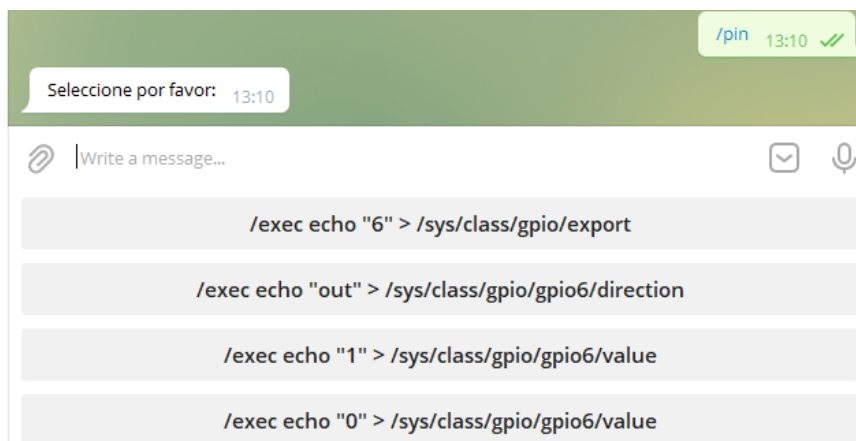 /pin 13:10
Seleccione por favor: 13:10
Write a message...
/exec echo "6" > /sys/class/gpio/export
/exec echo "out" > /sys/class/gpio/gpio6/direction
/exec echo "1" > /sys/class/gpio/gpio6/value
/exec echo "0" > /sys/class/gpio/gpio6/value